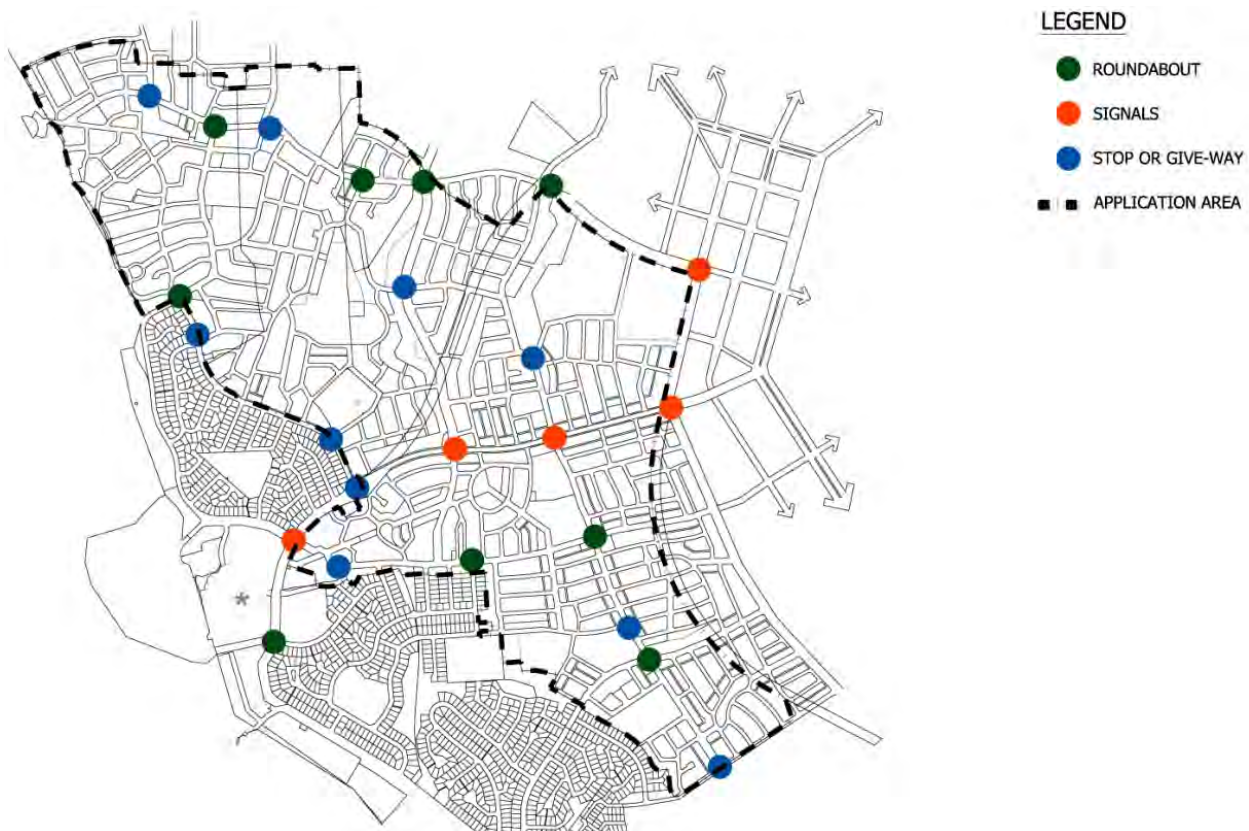 LEGEND
ROUNDABOUT
SIGNALS
STOP OR GIVE-WAY
APPLICATION AREA